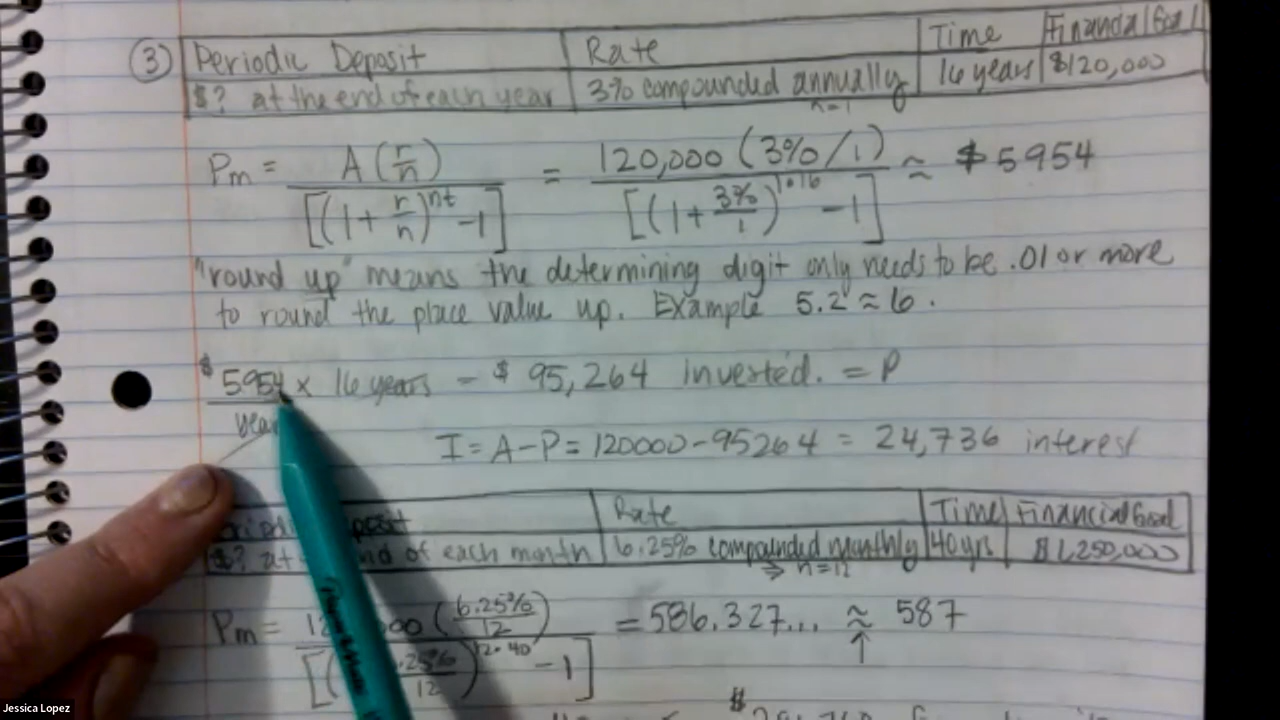 ③ Periodic Deposit Rate Time Financial Goal
$? at the end of each year 3% compounded annually 16 years $120,000
n=1
Pm = A(r/n) / [(1+r/n)^nt -1] = 120,000 (3%/1) / [(1+3%/1)^1·16 -1] ≈ $5954
"round up" means the determining digit only needs to be .01 or more
to round the place value up. Example 5.2 ≈ 6.
$5954/year × 16 years = $95,264 invested. = P
I = A-P = 120000-95264 = 24,736 interest
Rate Time Financial Goal
$? at end of each month 6.25% compounded monthly 40 yrs $1,250,000
⇒ n=12
Pm = (6.25%/12) / [( 12)^12·40 -1] = 586.327... ≈ 587
↑
$
Jessica Lopez